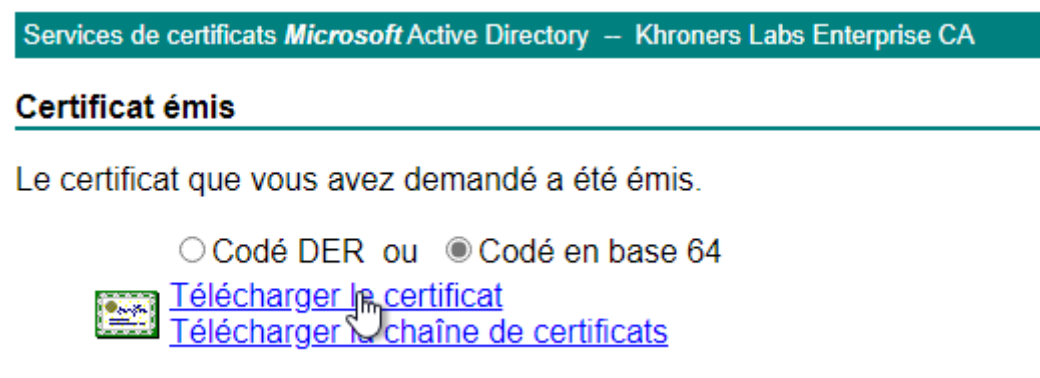 Services de certificats Microsoft Active Directory -- Khroners Labs Enterprise CA
Certificat émis
Le certificat que vous avez demandé a été émis.
Codé DER ou Codé en base 64
Télécharger le certificat
Télécharger la chaîne de certificats